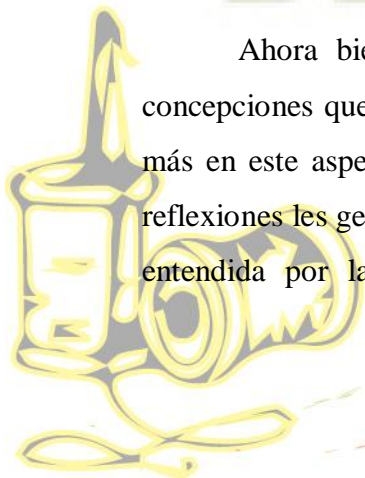 Ahora bie
concepciones que
más en este aspe
reflexiones les ge
entendida por la